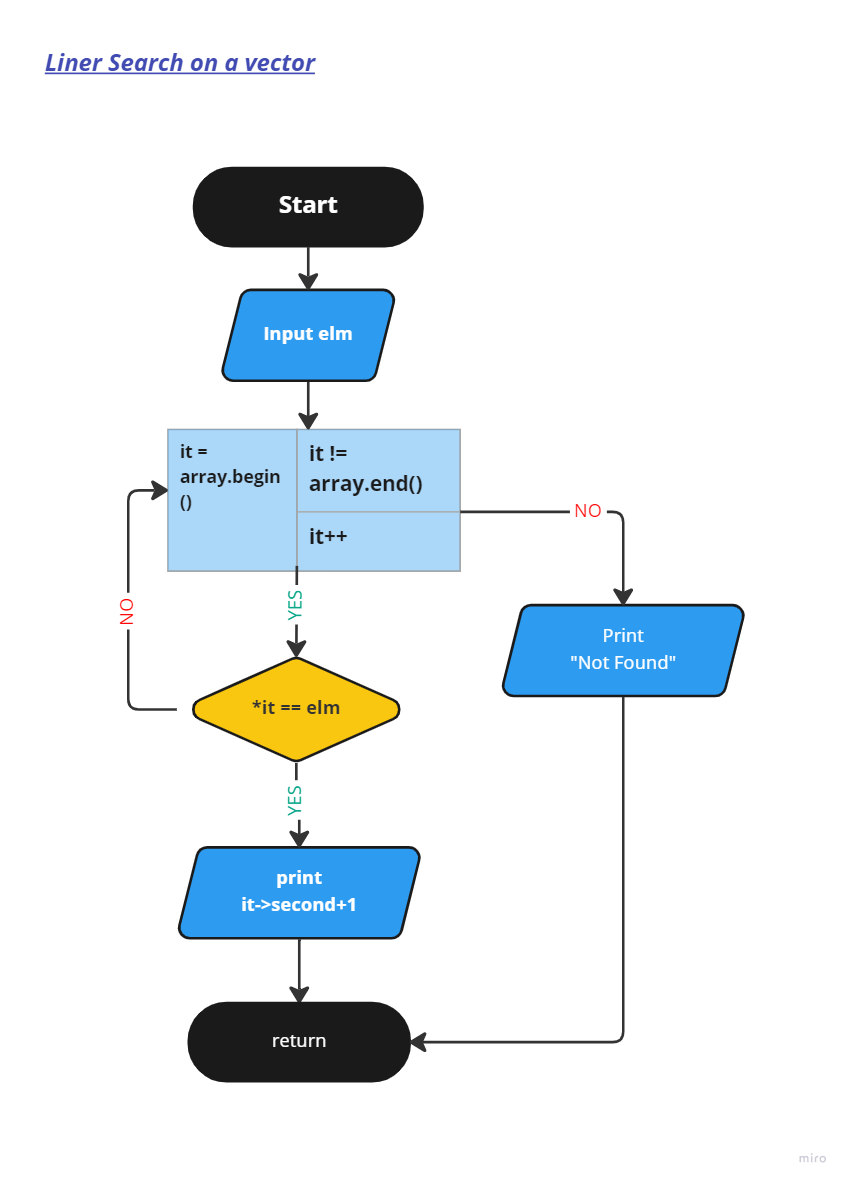 Liner Search on a vector
Start
Input elm
it =
array.begin
()
it !=
array.end()
it++
NO
YES
NO
Print
"Not Found"
*it == elm
YES
print
it->second+1
return
miro